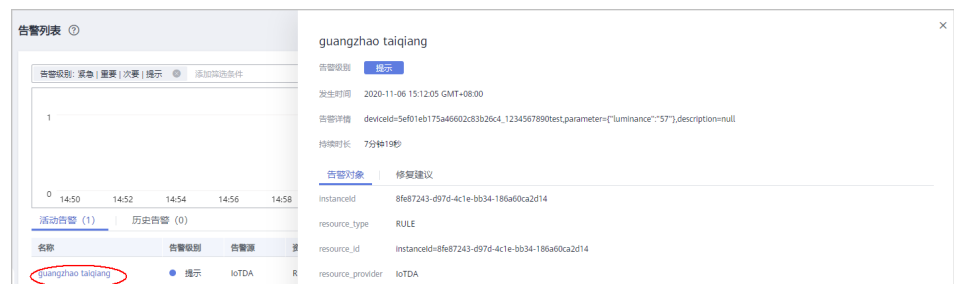 告警列表
告警级别: 紧急 | 重要 | 次要 | 提示 添加筛选条件
1
0
14:50 14:52 14:54 14:56 14:58
活动告警（1） 历史告警（0）
名称 告警级别 告警源
guangzhao taiqiang 提示 IoTDA R
guangzhao taiqiang
告警级别 提示
发生时间 2020-11-06 15:12:05 GMT+08:00
告警详情 deviceId=5ef01eb175a46602c83b26c4_1234567890test,parameter={"luminance":"57"},description=null
持续时长 7分钟19秒
告警对象 修复建议
instanceId 8fe87243-d97d-4c1e-bb34-186a60ca2d14
resource_type RULE
resource_id instanceId=8fe87243-d97d-4c1e-bb34-186a60ca2d14
resource_provider IoTDA